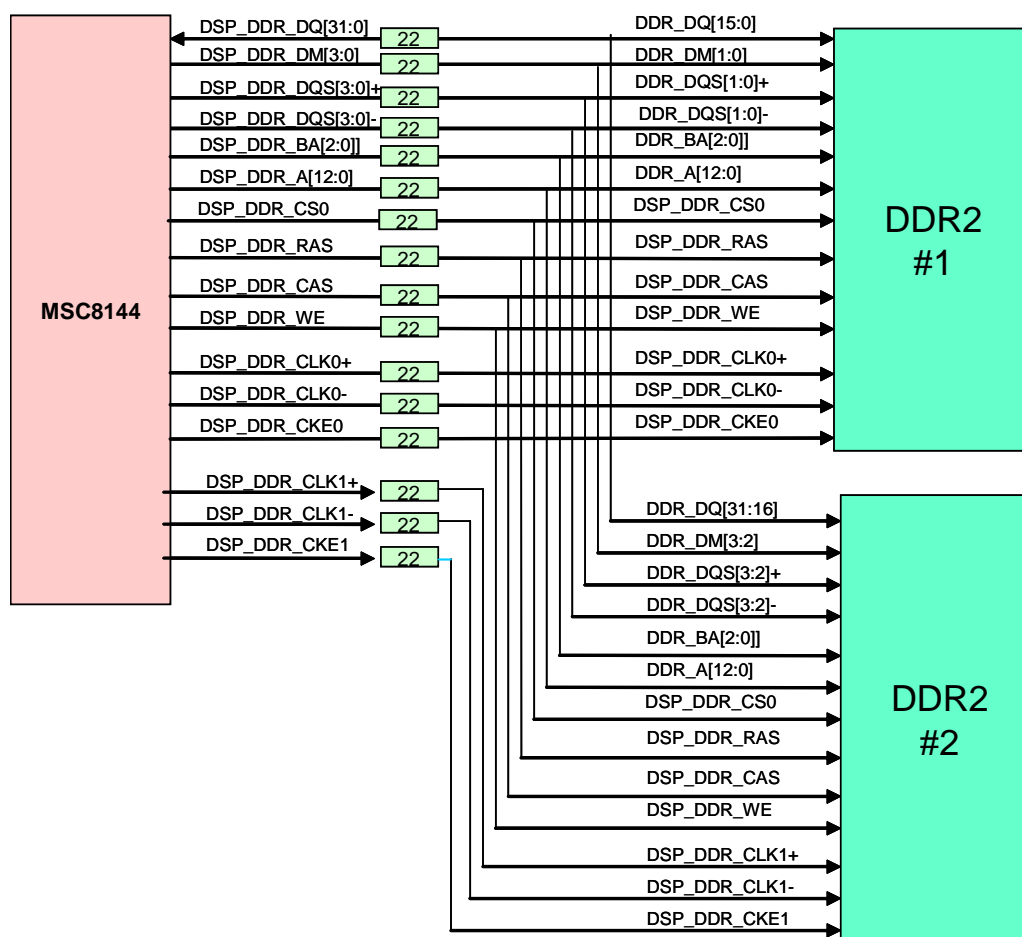 DSP_DDR_DQ[31:0] 22 DDR_DQ[15:0]
DSP_DDR_DM[3:0] 22 DDR_DM[1:0]
DSP_DDR_DQS[3:0]+ 22 DDR_DQS[1:0]+
DSP_DDR_DQS[3:0]- 22 DDR_DQS[1:0]-
DSP_DDR_BA[2:0]] 22 DDR_BA[2:0]]
DSP_DDR_A[12:0] 22 DDR_A[12:0]
DSP_DDR_CS0 22 DSP_DDR_CS0
DSP_DDR_RAS 22 DSP_DDR_RAS
DSP_DDR_CAS 22 DSP_DDR_CAS
DSP_DDR_WE 22 DSP_DDR_WE
DSP_DDR_CLK0+ 22 DSP_DDR_CLK0+
DSP_DDR_CLK0- 22 DSP_DDR_CLK0-
DSP_DDR_CKE0 22 DSP_DDR_CKE0
MSC8144
DDR2
#1
DSP_DDR_CLK1+ 22
DSP_DDR_CLK1- 22
DSP_DDR_CKE1 22
DDR_DQ[31:16]
DDR_DM[3:2]
DDR_DQS[3:2]+
DDR_DQS[3:2]-
DDR_BA[2:0]]
DDR_A[12:0]
DSP_DDR_CS0
DSP_DDR_RAS
DSP_DDR_CAS
DSP_DDR_WE
DSP_DDR_CLK1+
DSP_DDR_CLK1-
DSP_DDR_CKE1
DDR2
#2